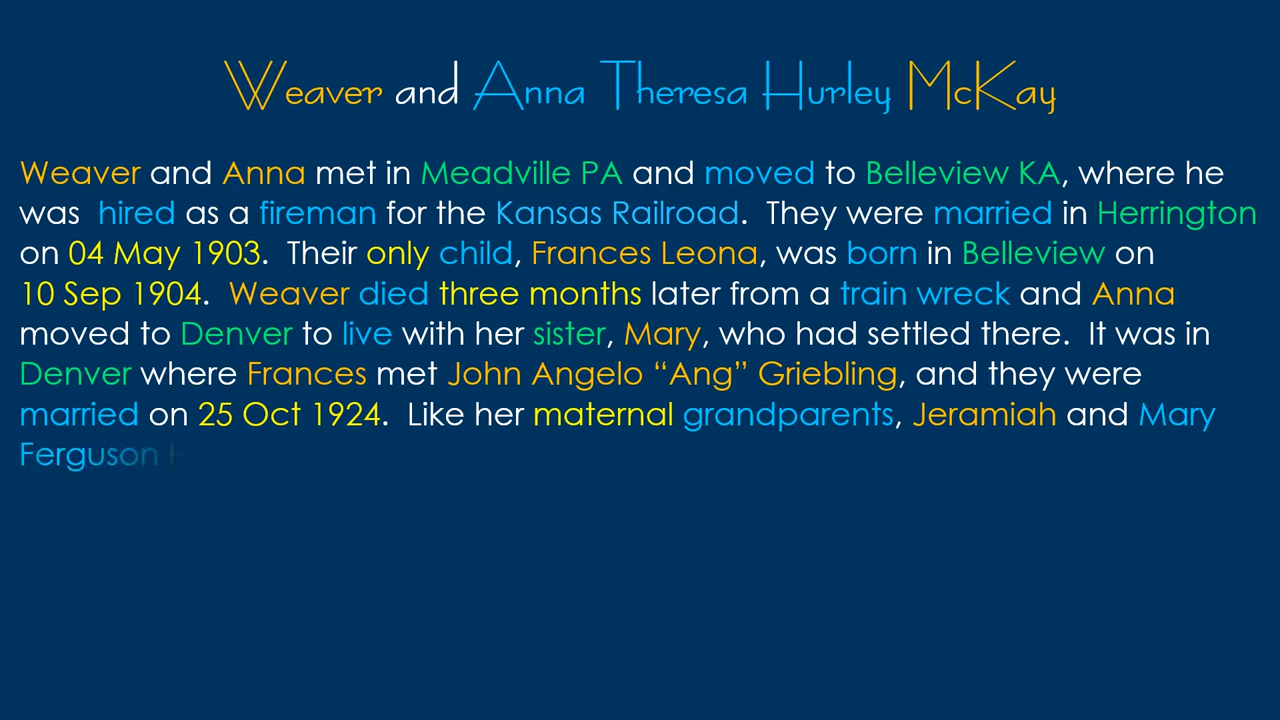 Weaver and Anna Theresa Hurley McKay
Weaver and Anna met in Meadville PA and moved to Belleview KA, where he
was  hired as a fireman for the Kansas Railroad.  They were married in Herrington
on 04 May 1903.  Their only child, Frances Leona, was born in Belleview on
10 Sep 1904.  Weaver died three months later from a train wreck and Anna
moved to Denver to live with her sister, Mary, who had settled there.  It was in
Denver where Frances met John Angelo “Ang” Griebling, and they were
married on 25 Oct 1924.  Like her maternal grandparents, Jeramiah and Mary
Ferguson